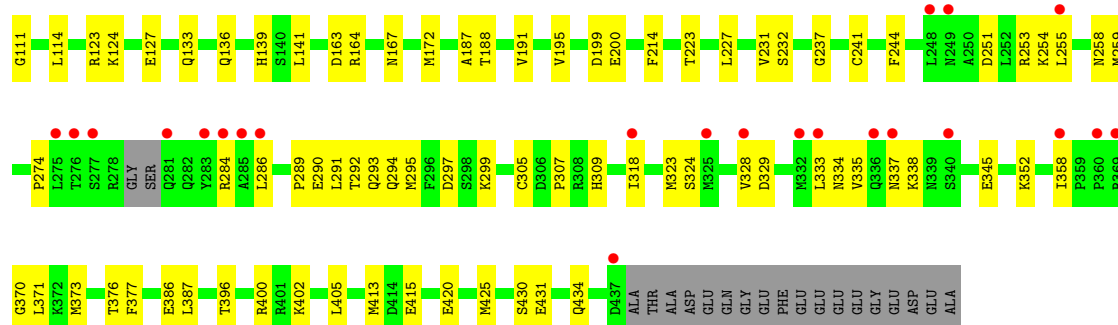 G111 L114 R123 K124 E127 Q133 Q136 H139 S140 L141 D163 R164 N167 M172 A187 T188 V191 V195 D199 E200 F214 T223 L227 V231 S232 G237 C241 F244 L248 N249 A250 D251 L252 R253 K254 L255 N258 M259
P274 L275 T276 S277 R278 GLY SER Q281 Q282 Y283 R284 A285 L286 P289 E290 L291 T292 Q293 Q294 M295 F296 D297 S298 K299 C305 D306 P307 R308 H309 I318 M323 S324 M325 V328 D329 M332 L333 N334 V335 Q336 N337 K338 N339 S340 E345 K352 I358 P359 P360
G370 L371 K372 M373 T376 F377 E386 L387 T396 R400 R401 K402 L405 M413 D414 E415 E420 M425 S430 E431 Q434 D437 ALA THR ALA ASP GLU GLN GLY GLU PHE GLU GLU GLU GLU GLY GLU ASP GLU ALA